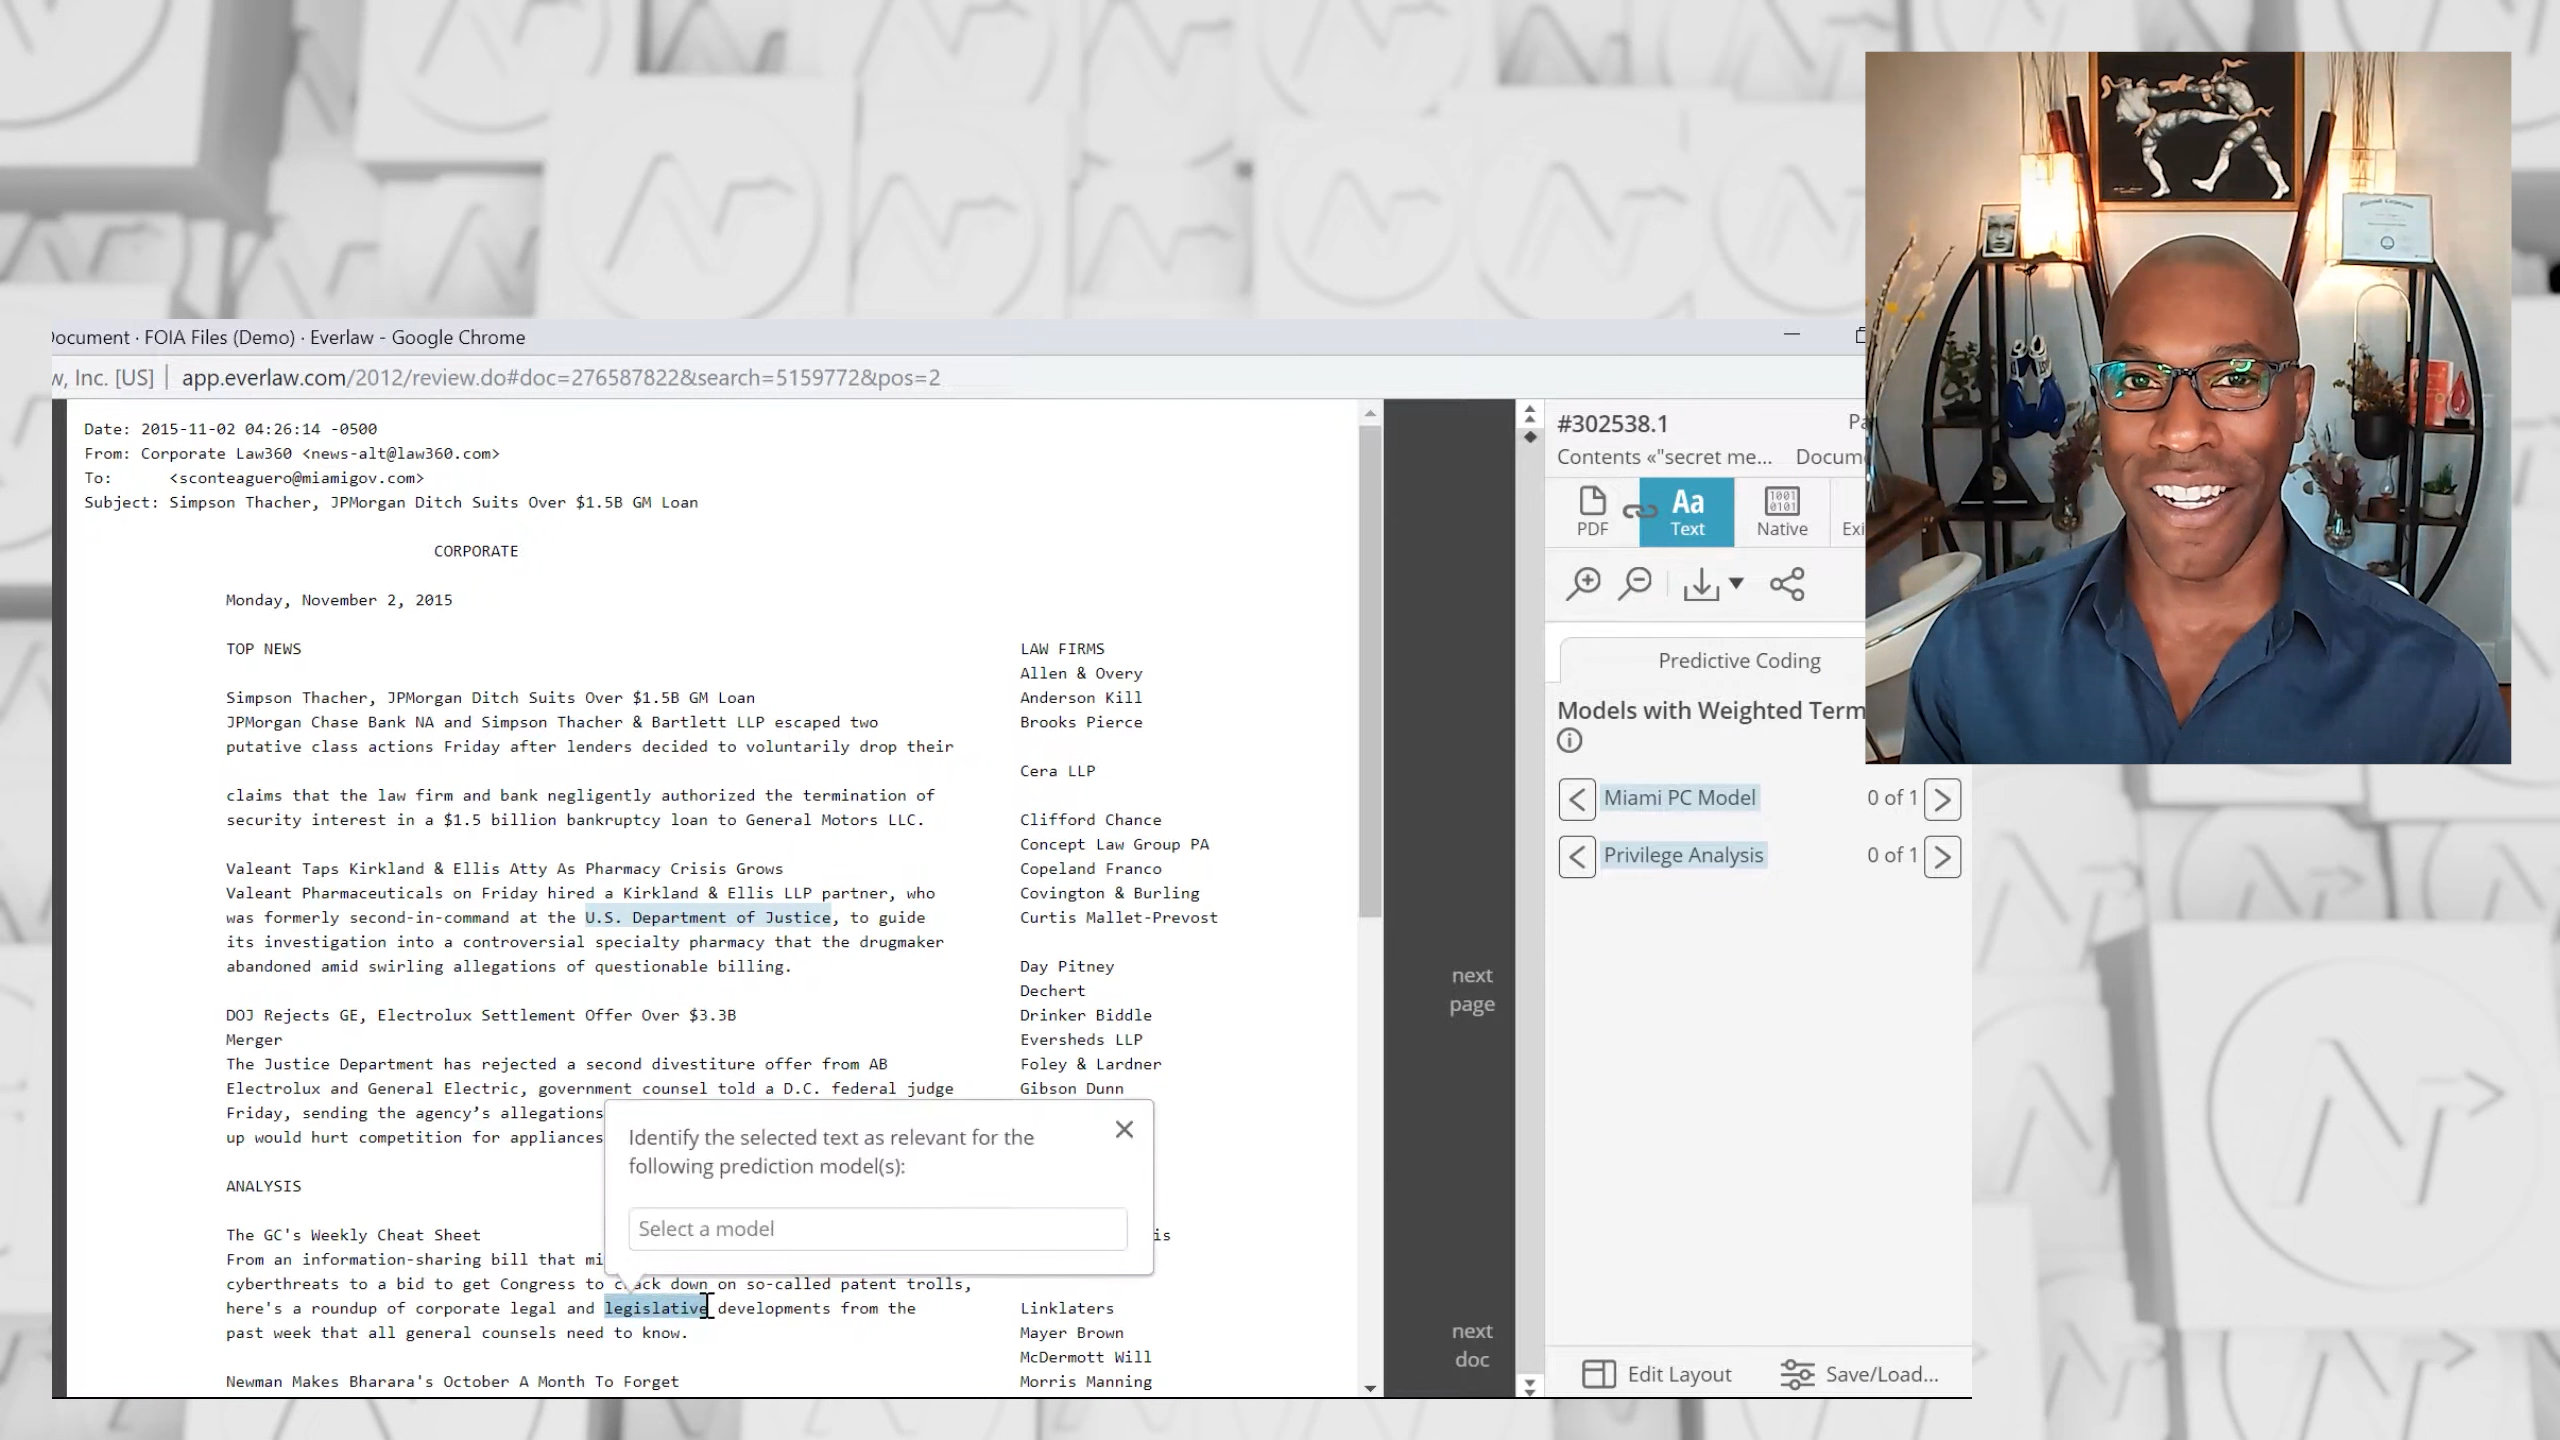 Document · FOIA Files (Demo) · Everlaw - Google Chrome
w, Inc. [US] | app.everlaw.com/2012/review.do#doc=276587822&search=5159772&pos=2
Date: 2015-11-02 04:26:14 -0500
From: Corporate Law360 <news-alt@law360.com>
To: <sconteaguero@miamigov.com>
Subject: Simpson Thacher, JPMorgan Ditch Suits Over $1.5B GM Loan
CORPORATE
Monday, November 2, 2015
TOP NEWS
Simpson Thacher, JPMorgan Ditch Suits Over $1.5B GM Loan
JPMorgan Chase Bank NA and Simpson Thacher & Bartlett LLP escaped two
putative class actions Friday after lenders decided to voluntarily drop their
claims that the law firm and bank negligently authorized the termination of
security interest in a $1.5 billion bankruptcy loan to General Motors LLC.
Valeant Taps Kirkland & Ellis Atty As Pharmacy Crisis Grows
Valeant Pharmaceuticals on Friday hired a Kirkland & Ellis LLP partner, who
was formerly second-in-command at the U.S. Department of Justice, to guide
its investigation into a controversial specialty pharmacy that the drugmaker
abandoned amid swirling allegations of questionable billing.
DOJ Rejects GE, Electrolux Settlement Offer Over $3.3B
Merger
The Justice Department has rejected a second divestiture offer from AB
Electrolux and General Electric, government counsel told a D.C. federal judge
Friday, sending the agency’s allegations
up would hurt competition for appliances
ANALYSIS
The GC's Weekly Cheat Sheet
From an information-sharing bill that mi
cyberthreats to a bid to get Congress to crack down on so-called patent trolls,
here's a roundup of corporate legal and legislative developments from the
past week that all general counsels need to know.
Newman Makes Bharara's October A Month To Forget
LAW FIRMS
Allen & Overy
Anderson Kill
Brooks Pierce
Cera LLP
Clifford Chance
Concept Law Group PA
Copeland Franco
Covington & Burling
Curtis Mallet-Prevost
Day Pitney
Dechert
Drinker Biddle
Eversheds LLP
Foley & Lardner
Gibson Dunn
is
Linklaters
Mayer Brown
McDermott Will
Morris Manning
Identify the selected text as relevant for the
following prediction model(s):
Select a model
next
page
next
doc
#302538.1
Pa
Contents «"secret me... Docume
PDF
Aa
Text
1001
0101
Native
Exi
Predictive Coding
Models with Weighted Term
Miami PC Model 0 of 1
Privilege Analysis 0 of 1
Edit Layout
Save/Load...